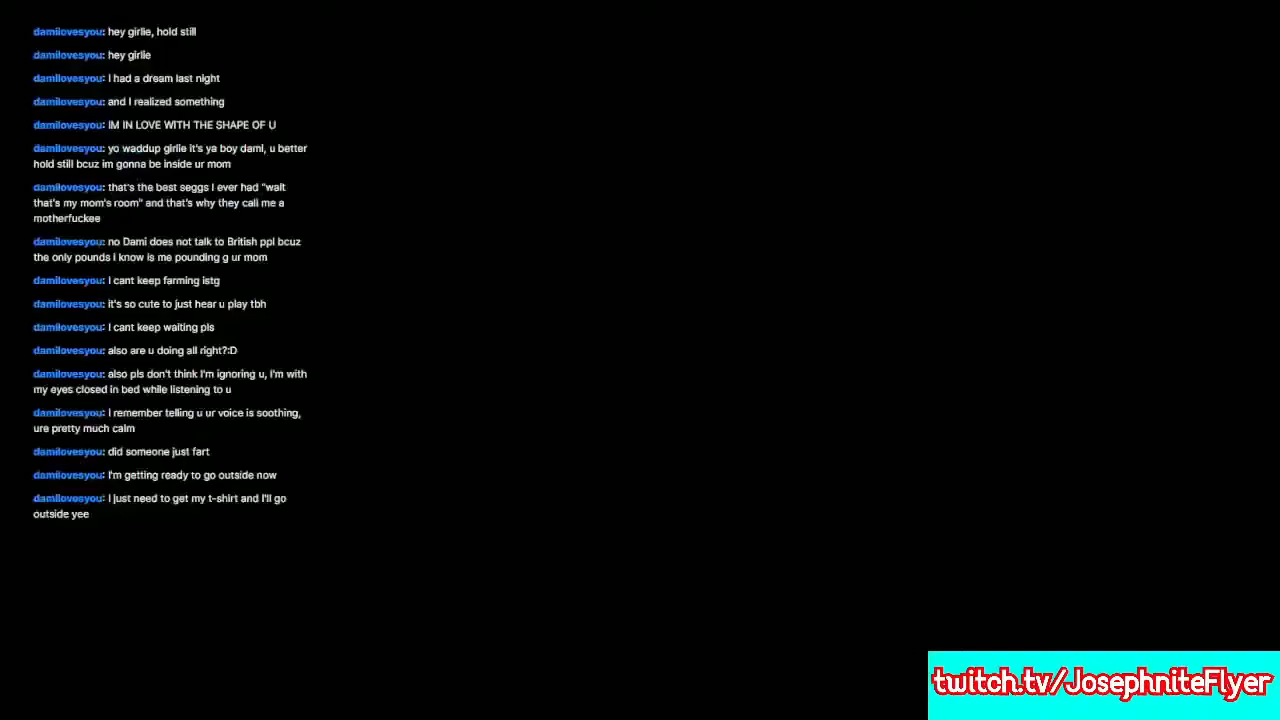 damilovesyou: hey girlie, hold still
damilovesyou: hey girlie
damilovesyou: I had a dream last night
damilovesyou: and I realized something
damilovesyou: IM IN LOVE WITH THE SHAPE OF U
damilovesyou: yo waddup girlie it's ya boy dami, u better
hold still bcuz im gonna be inside ur mom
damilovesyou: that's the best seggs I ever had "wait
that's my mom's room" and that's why they call me a
motherfuckee
damilovesyou: no Dami does not talk to British ppl bcuz
the only pounds i know is me pounding g ur mom
damilovesyou: I cant keep farming istg
damilovesyou: it's so cute to just hear u play tbh
damilovesyou: I cant keep waiting pls
damilovesyou: also are u doing all right?:D
damilovesyou: also pls don't think I'm ignoring u, I'm with
my eyes closed in bed while listening to u
damilovesyou: I remember telling u ur voice is soothing,
ure pretty much calm
damilovesyou: did someone just fart
damilovesyou: I'm getting ready to go outside now
damilovesyou: I just need to get my t-shirt and I'll go
outside yee
twitch.tv/JosephniteFlyer